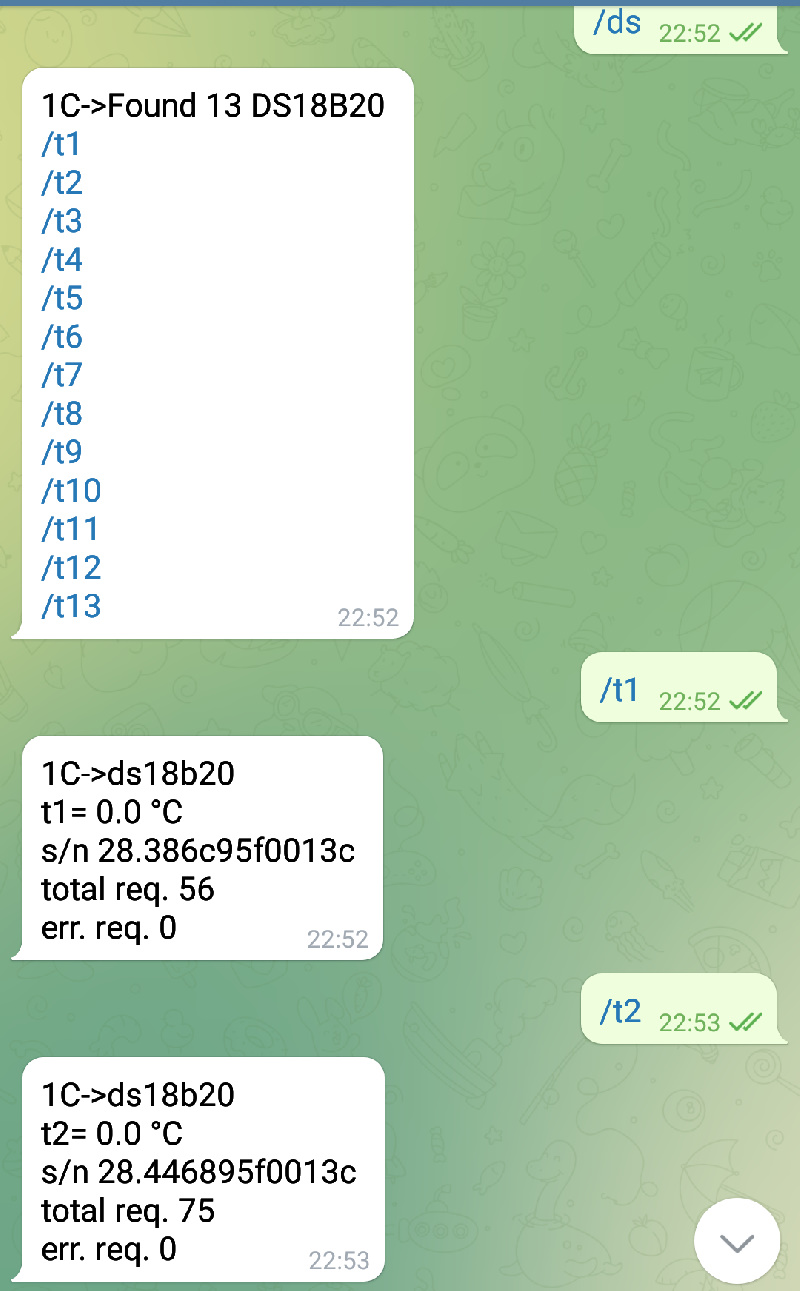 /ds 22:52
1C->Found 13 DS18B20
/t1
/t2
/t3
/t4
/t5
/t6
/t7
/t8
/t9
/t10
/t11
/t12
/t13
22:52
/t1 22:52
1C->ds18b20
t1= 0.0 °C
s/n 28.386c95f0013c
total req. 56
err. req. 0
22:52
/t2 22:53
1C->ds18b20
t2= 0.0 °C
s/n 28.446895f0013c
total req. 75
err. req. 0
22:53